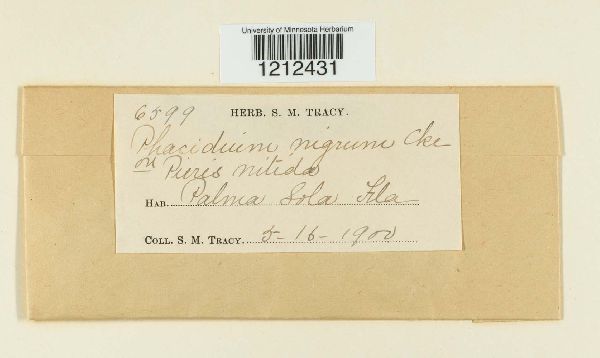 University of Minnesota Herbarium
1212431
6599 HERB. S. M. TRACY.
Phacidium nigrum Cke
on Pieris nitida
HAB. Palma Sola Fla
COLL. S. M. TRACY. 5-16-1900